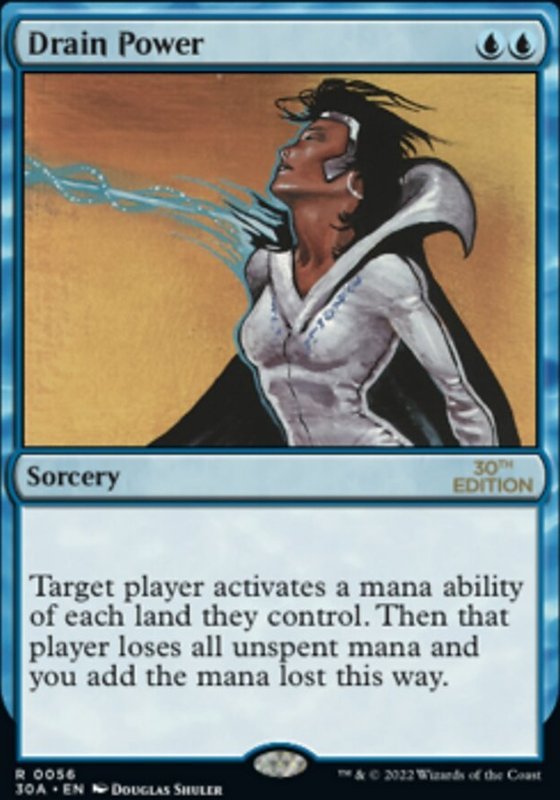 Drain Power
Sorcery
30TH
EDITION
Target player activates a mana ability
of each land they control. Then that
player loses all unspent mana and
you add the mana lost this way.
R 0056
30A • EN Douglas Shuler
™ & © 2022 Wizards of the Coast